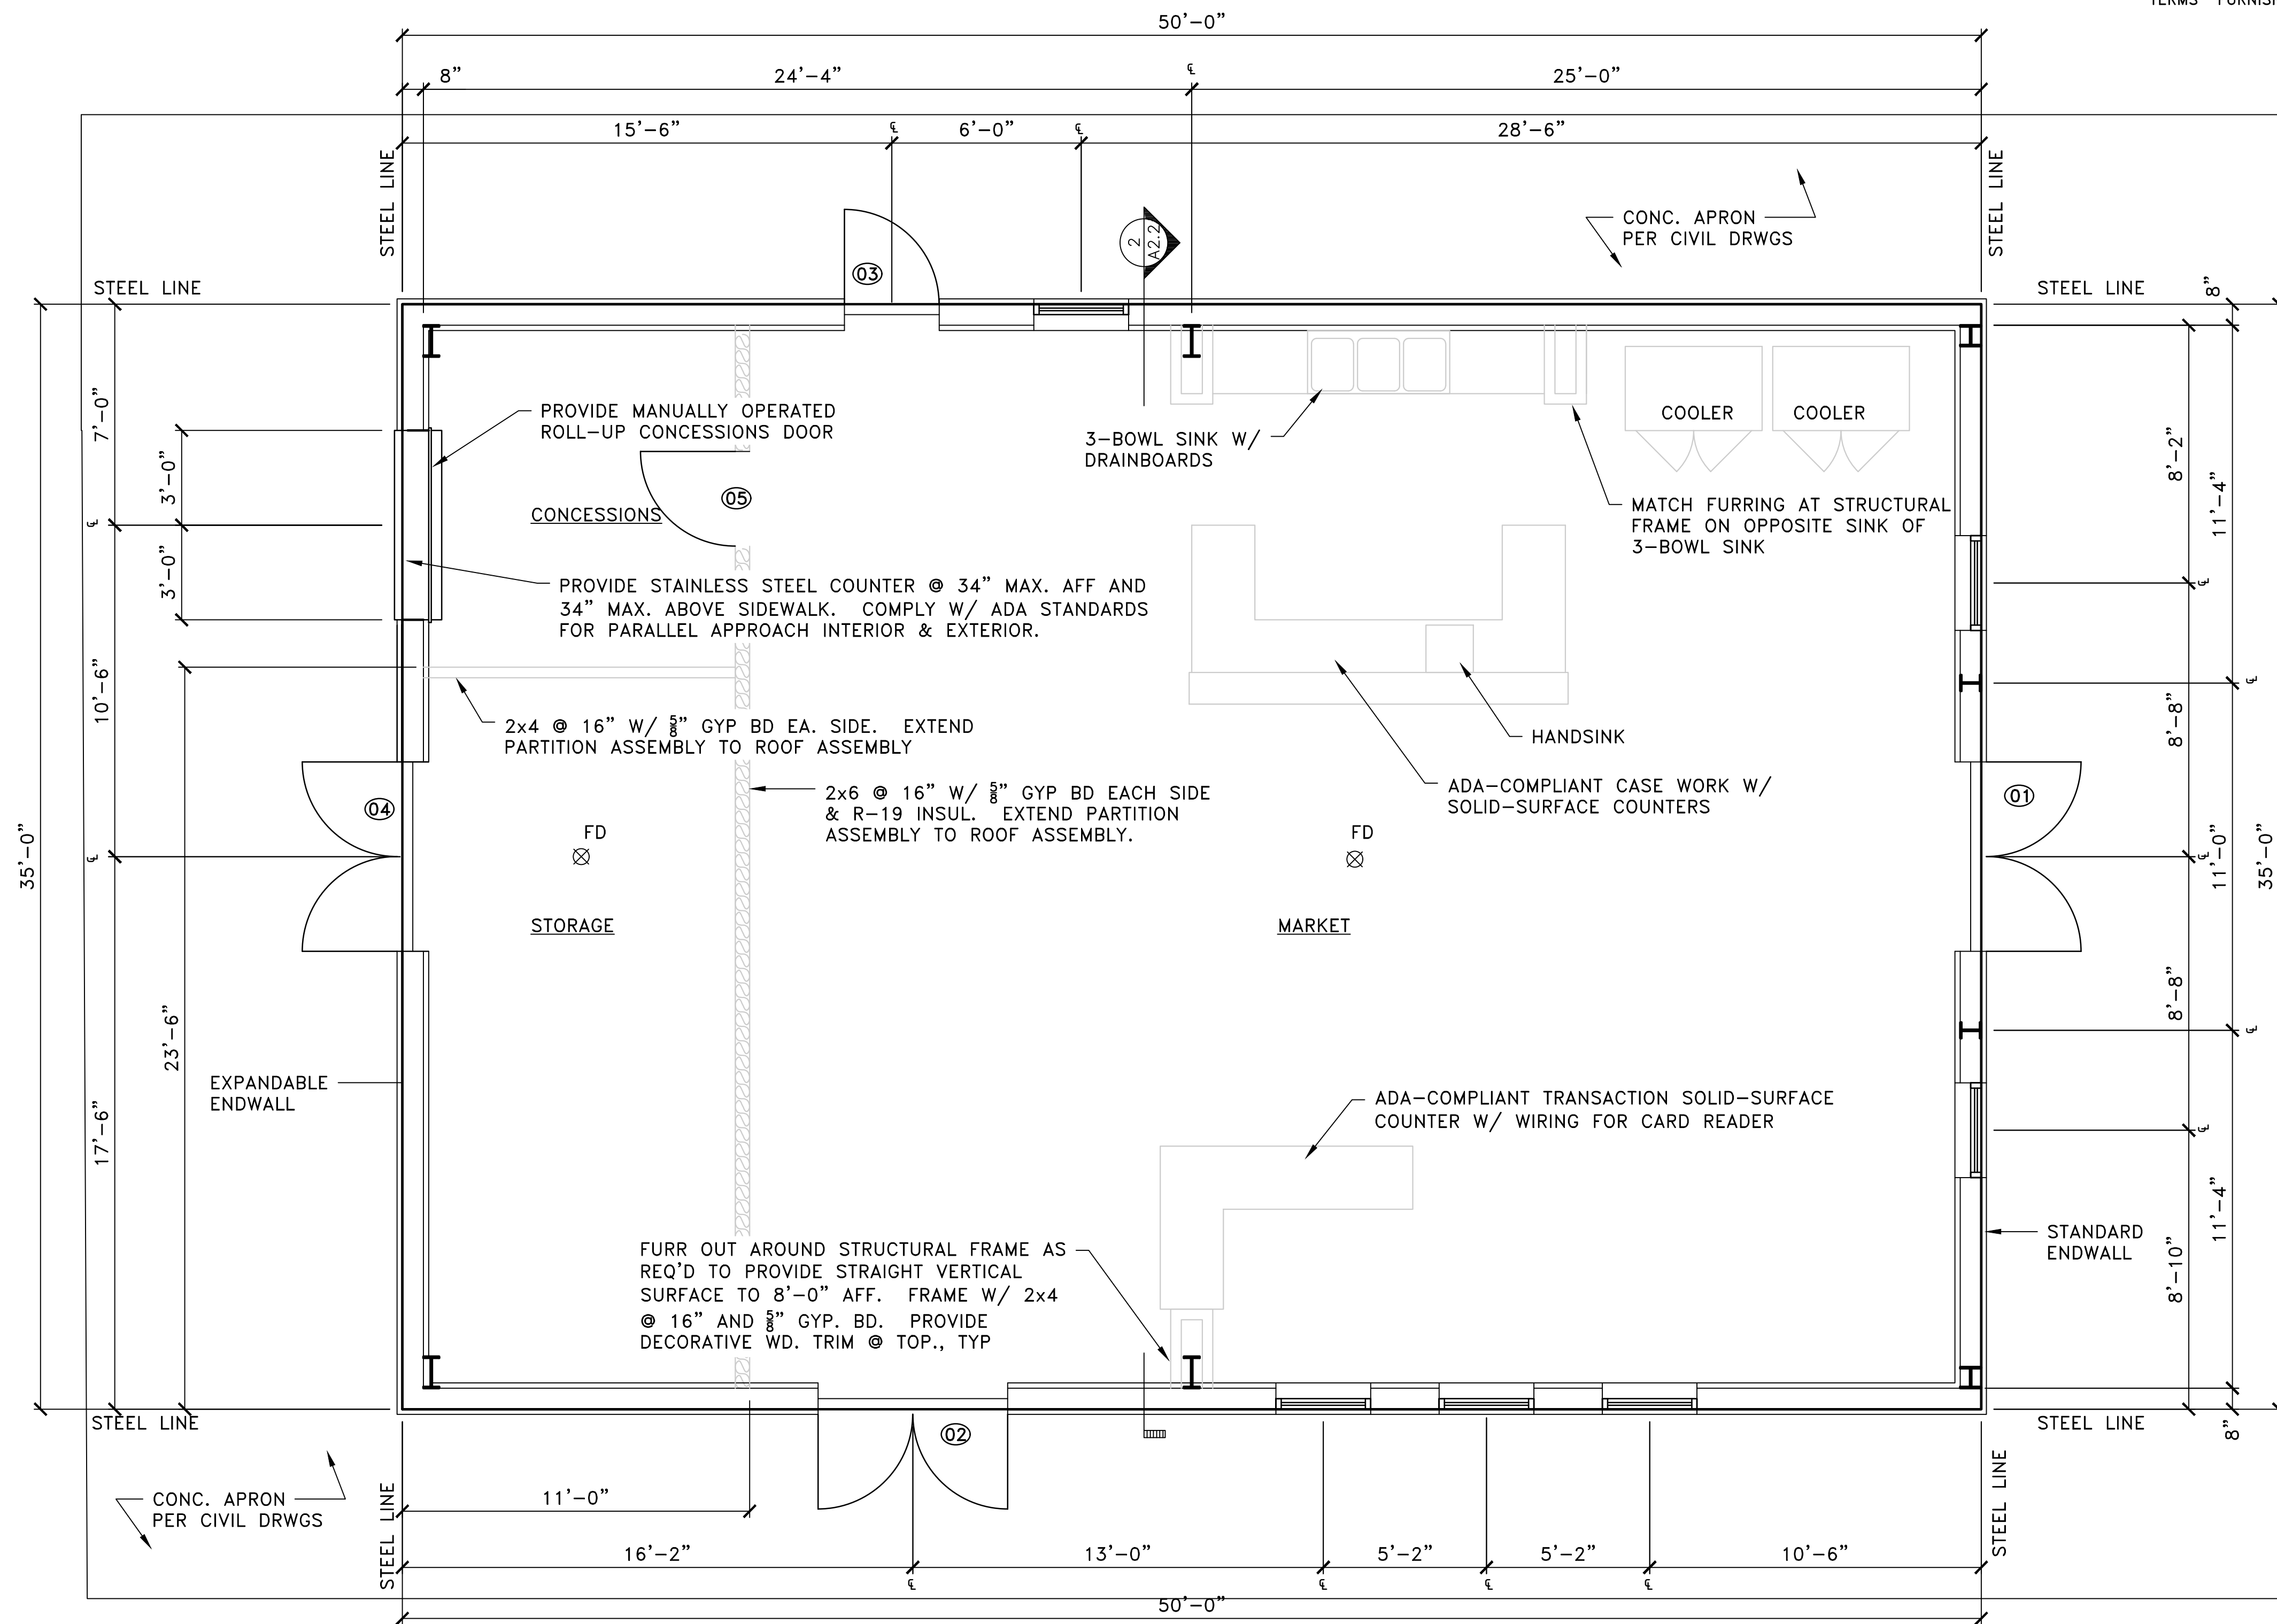 50'-0"
8"
24'-4"
℄
25'-0"
15'-6"
℄
6'-0"
℄
28'-6"
STEEL LINE
STEEL LINE
2
A2.2
CONC. APRON
PER CIVIL DRWGS
03
STEEL LINE
STEEL LINE
8"
7'-0"
3'-0"
℄
3'-0"
10'-6"
35'-0"
℄
23'-6"
17'-6"
PROVIDE MANUALLY OPERATED
ROLL-UP CONCESSIONS DOOR
CONCESSIONS
05
3-BOWL SINK W/
DRAINBOARDS
COOLER
COOLER
MATCH FURRING AT STRUCTURAL
FRAME ON OPPOSITE SINK OF
3-BOWL SINK
PROVIDE STAINLESS STEEL COUNTER @ 34" MAX. AFF AND
34" MAX. ABOVE SIDEWALK. COMPLY W/ ADA STANDARDS
FOR PARALLEL APPROACH INTERIOR & EXTERIOR.
2x4 @ 16" W/ 5/8" GYP BD EA. SIDE. EXTEND
PARTITION ASSEMBLY TO ROOF ASSEMBLY
HANDSINK
2x6 @ 16" W/ 5/8" GYP BD EACH SIDE
& R-19 INSUL. EXTEND PARTITION
ASSEMBLY TO ROOF ASSEMBLY.
ADA-COMPLIANT CASE WORK W/
SOLID-SURFACE COUNTERS
04
01
FD
FD
STORAGE
MARKET
8'-2"
11'-4"
℄
℄
8'-8"
℄
11'-0"
35'-0"
8'-8"
℄
℄
11'-4"
8'-10"
8"
EXPANDABLE
ENDWALL
ADA-COMPLIANT TRANSACTION SOLID-SURFACE
COUNTER W/ WIRING FOR CARD READER
STANDARD
ENDWALL
FURR OUT AROUND STRUCTURAL FRAME AS
REQ'D TO PROVIDE STRAIGHT VERTICAL
SURFACE TO 8'-0" AFF. FRAME W/ 2x4
@ 16" AND 5/8" GYP. BD. PROVIDE
DECORATIVE WD. TRIM @ TOP., TYP
STEEL LINE
STEEL LINE
02
CONC. APRON
PER CIVIL DRWGS
STEEL LINE
STEEL LINE
11'-0"
16'-2"
℄
13'-0"
℄
5'-2"
℄
5'-2"
℄
10'-6"
50'-0"